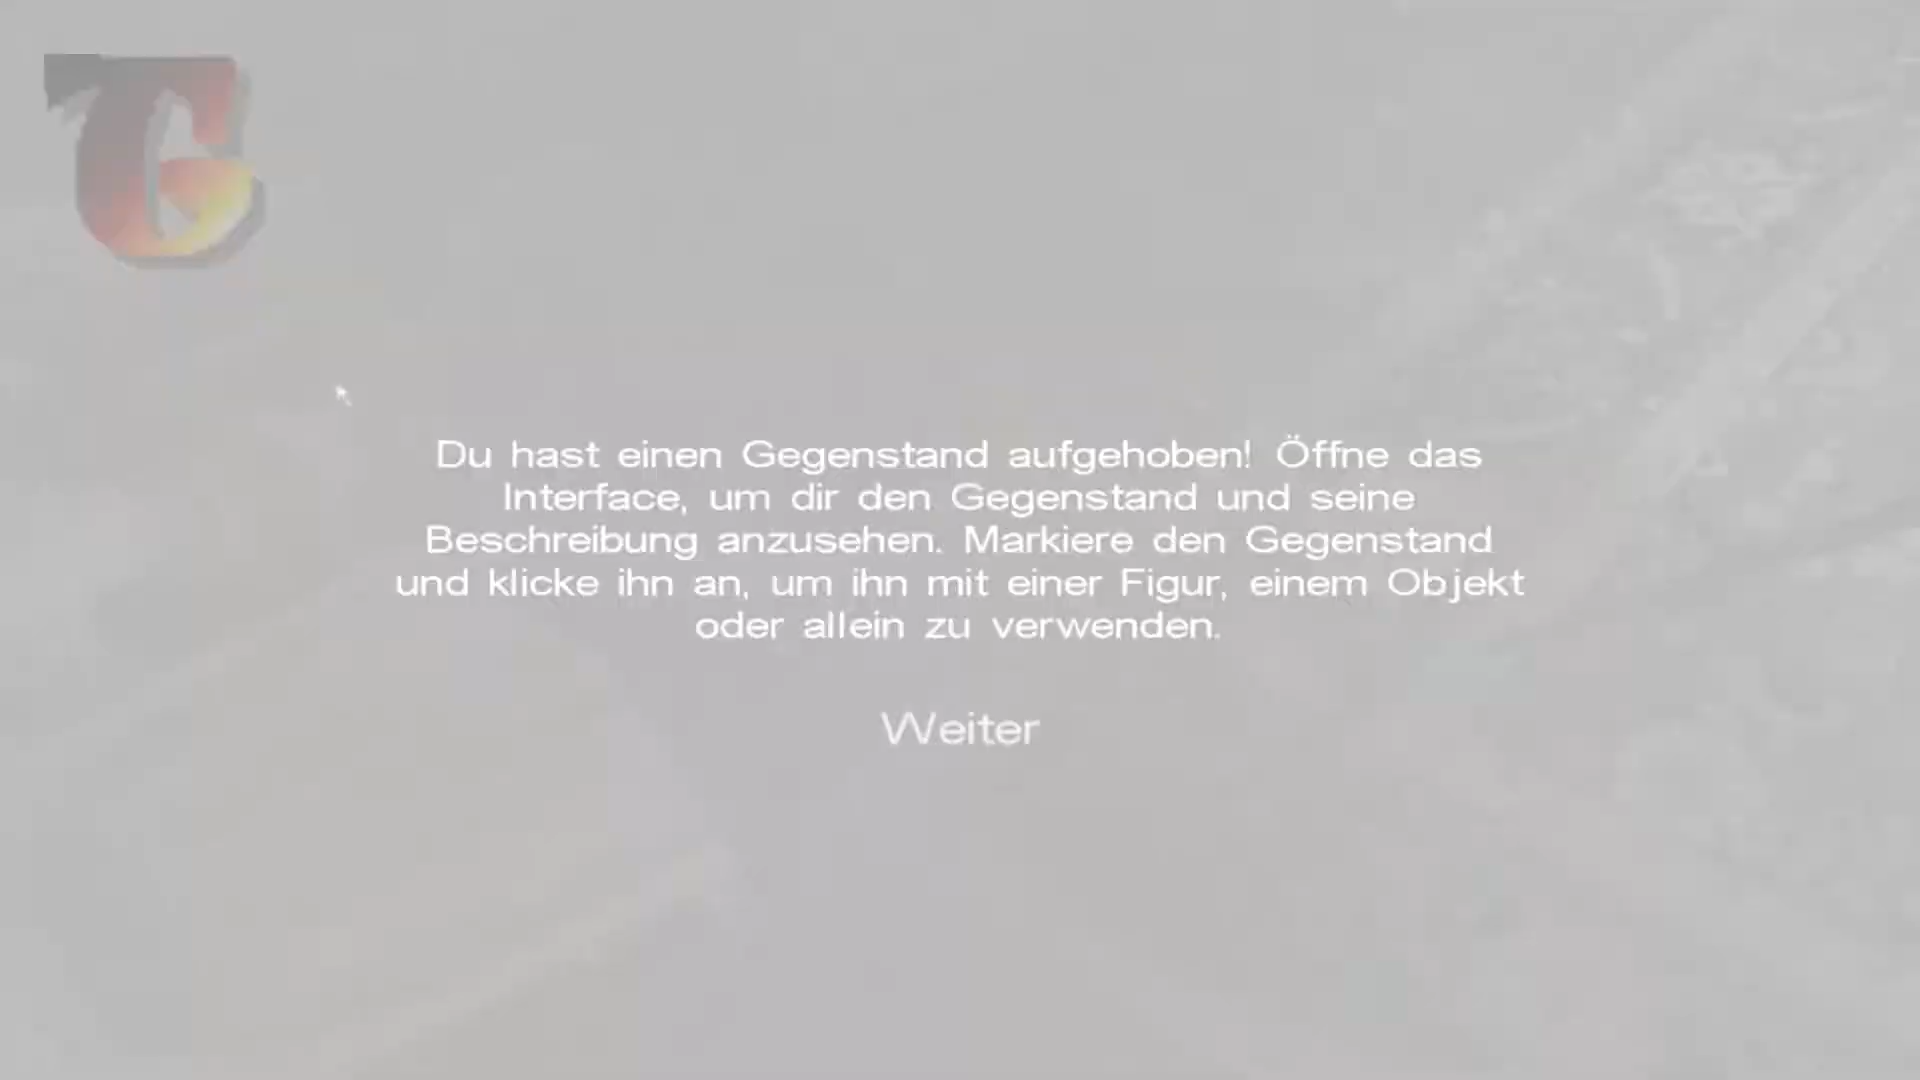 Du hast einen Gegenstand aufgehoben! Öffne das
Interface, um dir den Gegenstand und seine
Beschreibung anzusehen. Markiere den Gegenstand
und klicke ihn an, um ihn mit einer Figur, einem Objekt
oder allein zu verwenden.
Weiter